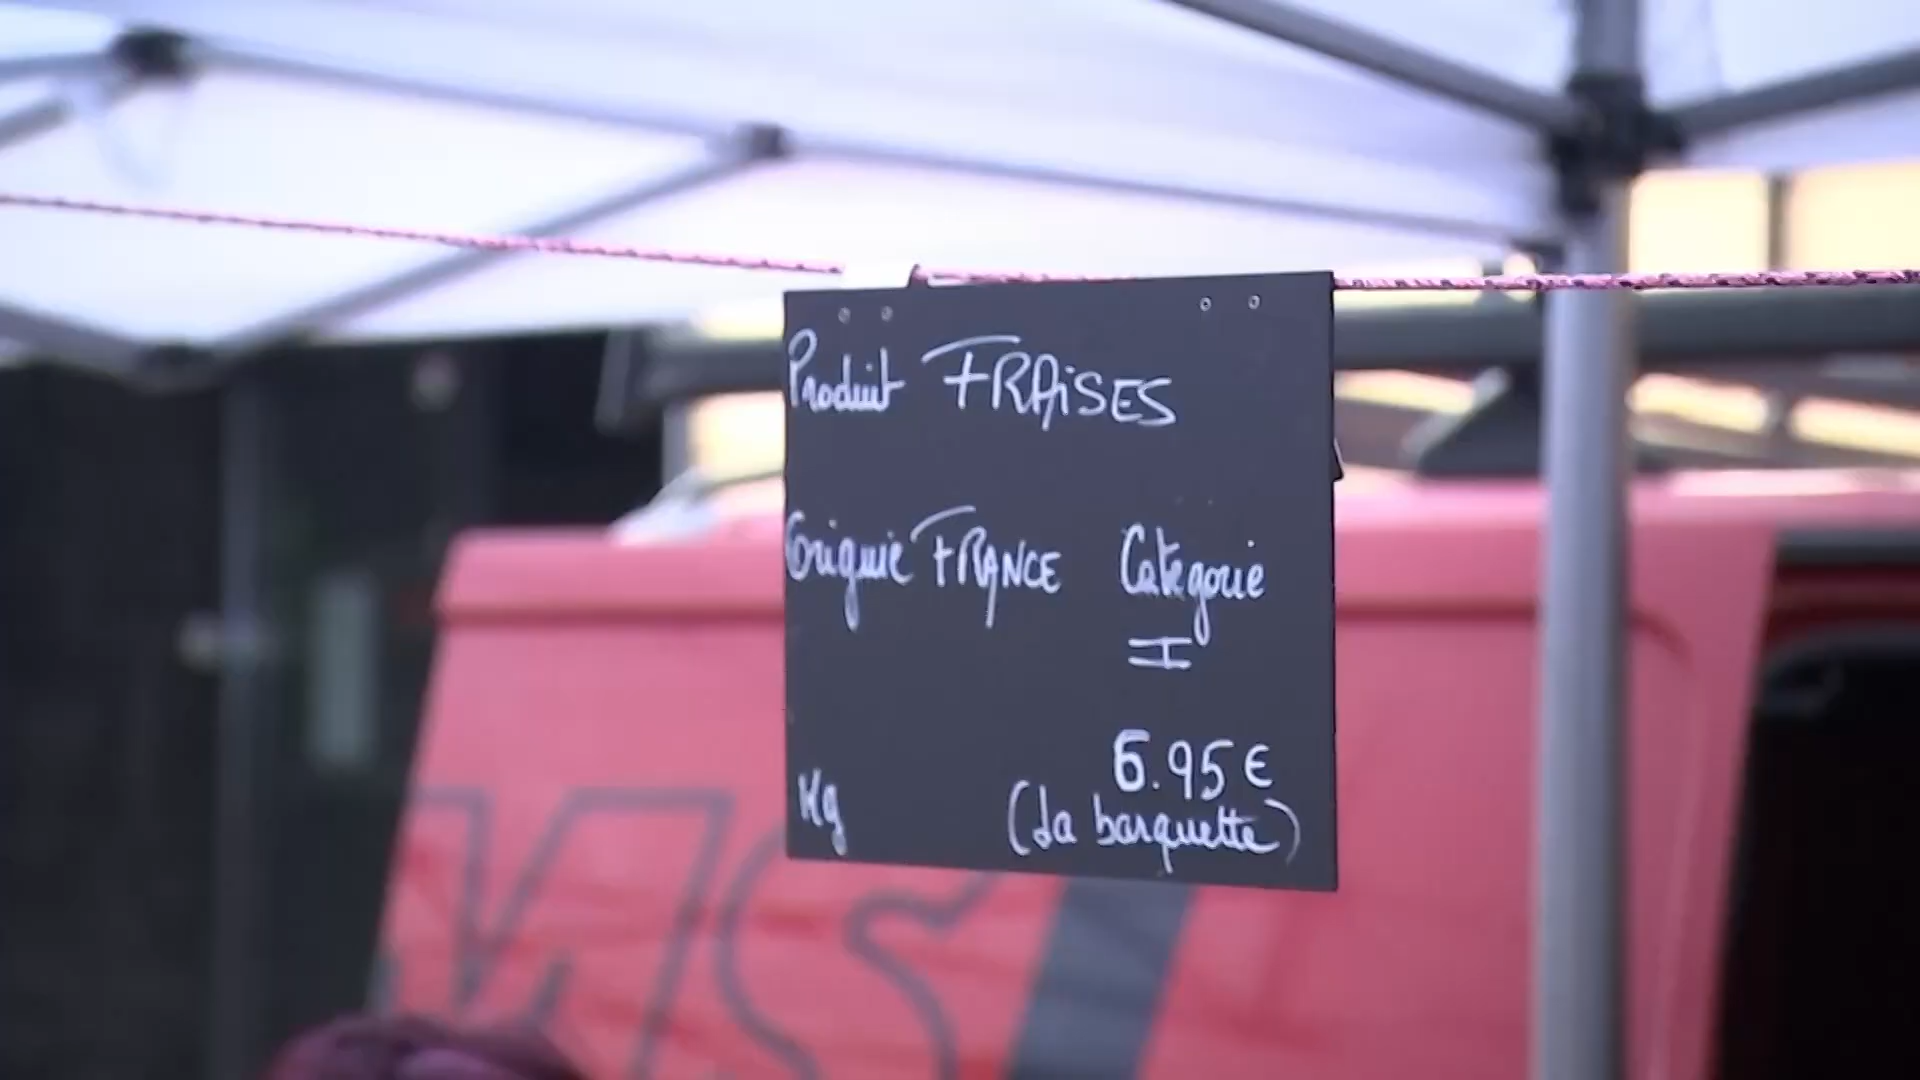 Produit FRAiSES
Origine FRANCE Categorie
I
6.95€
Kg (La barquette)